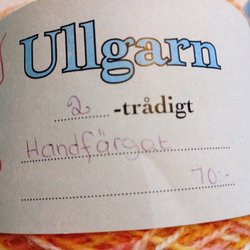 Ullgarn
2 -trådigt
Handfärgat
70:-